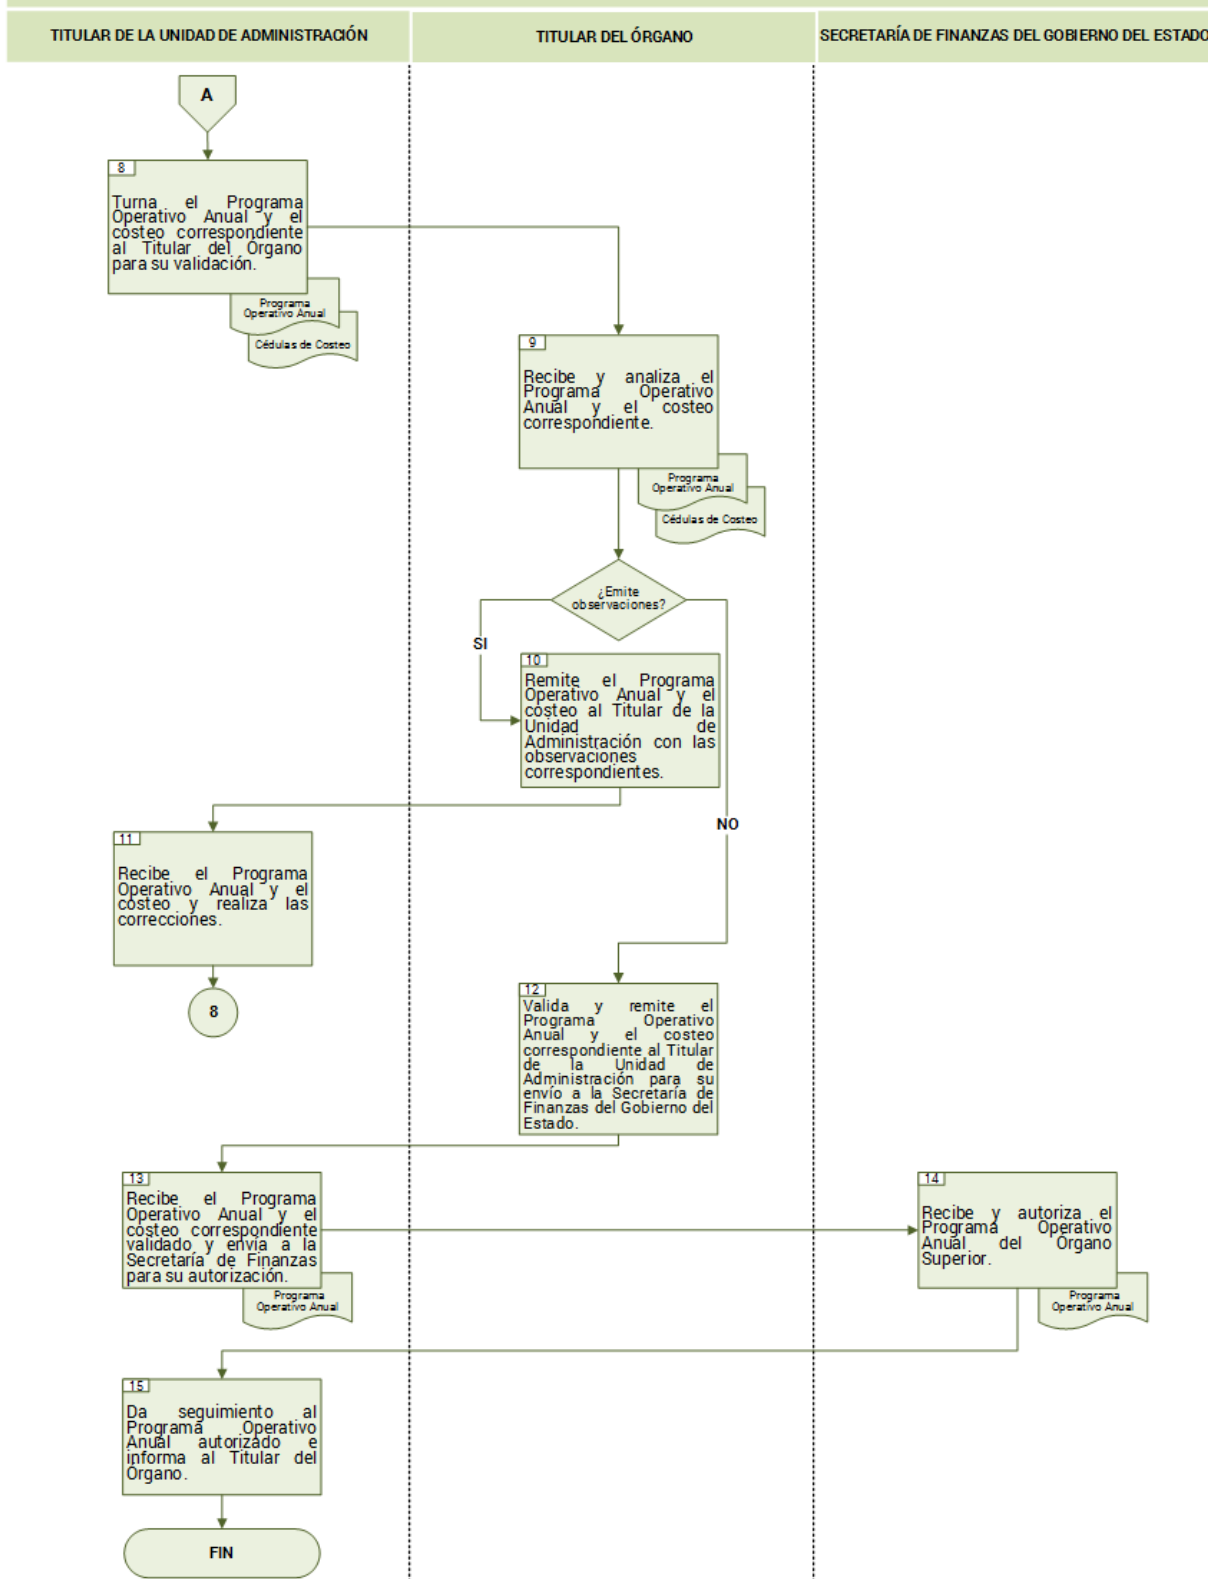 TITULAR DE LA UNIDAD DE ADMINISTRACIÓN
TITULAR DEL ÓRGANO
SECRETARÍA DE FINANZAS DEL GOBIERNO DEL ESTADO
A
8
Turna el Programa
Operativo Anual y el
costeo correspondiente
al Titular del Órgano
para su validación.
Programa
Operativo Anual
Cédulas de Costeo
9
Recibe y analiza el
Programa Operativo
Anual y el costeo
correspondiente.
Programa
Operativo Anual
Cédulas de Costeo
¿Emite
observaciones?
SI
10
Remite el Programa
Operativo Anual y el
costeo al Titular de la
Unidad de
Administración con las
observaciones
correspondientes.
NO
11
Recibe el Programa
Operativo Anual y el
costeo y realiza las
correcciones.
8
12
Valida y remite el
Programa Operativo
Anual y el costeo
correspondiente al Titular
de la Unidad de
Administración para su
envío a la Secretaría de
Finanzas del Gobierno del
Estado.
13
Recibe el Programa
Operativo Anual y el
costeo correspondiente
validado y envía a la
Secretaría de Finanzas
para su autorización.
Programa
Operativo Anual
14
Recibe y autoriza el
Programa Operativo
Anual del Órgano
Superior.
Programa
Operativo Anual
15
Da seguimiento al
Programa Operativo
Anual autorizado e
informa al Titular del
Órgano.
FIN